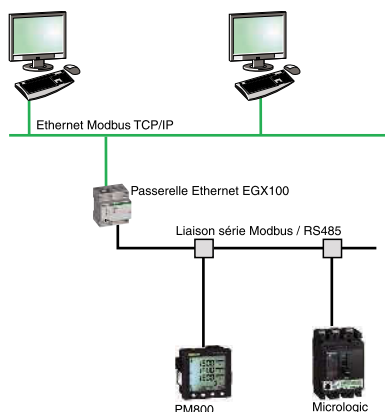 Ethernet Modbus TCP/IP
Passerelle Ethernet EGX100
Liaison série Modbus / RS485
PM800
Micrologic